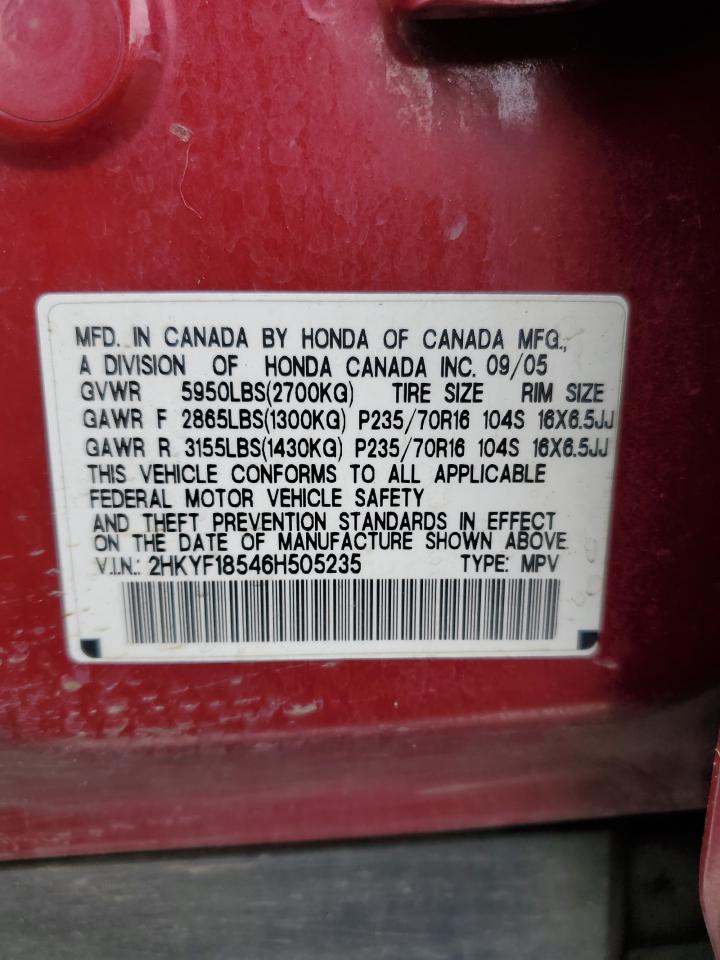 MFD. IN CANADA BY HONDA OF CANADA MFG.,
A DIVISION OF HONDA CANADA INC. 09/05
GVWR 5950LBS(2700KG) TIRE SIZE RIM SIZE
GAWR F 2865LBS(1300KG) P235/70R16 104S 16X6.5JJ
GAWR R 3155LBS(1430KG) P235/70R16 104S 16X6.5JJ
THIS VEHICLE CONFORMS TO ALL APPLICABLE
FEDERAL MOTOR VEHICLE SAFETY
AND THEFT PREVENTION STANDARDS IN EFFECT
ON THE DATE OF MANUFACTURE SHOWN ABOVE
V.I.N.: 2HKYF18546H505235 TYPE: MPV